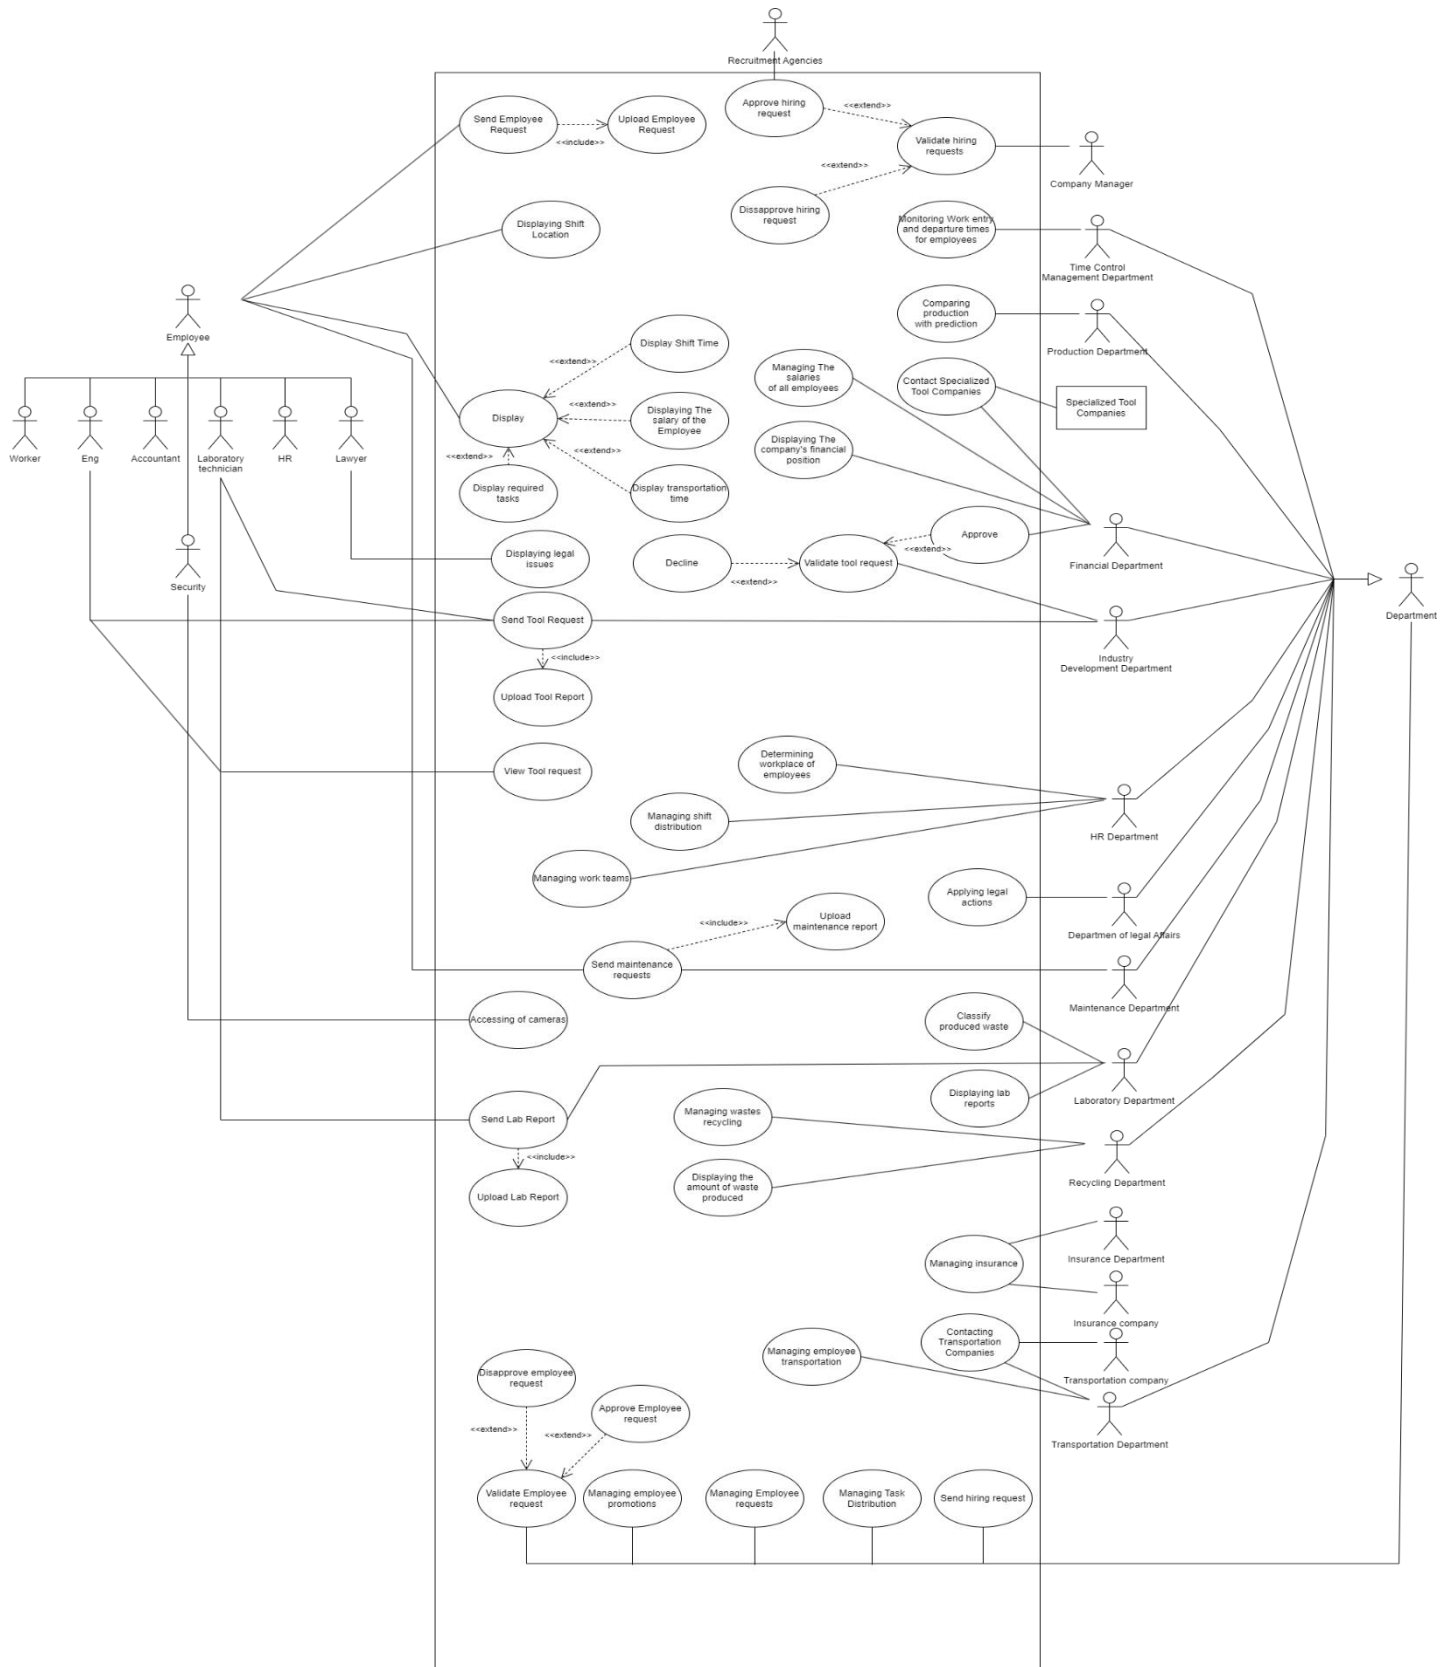 Recruitment Agencies
Send Employee
Request
<<include>>
Upload Employee
Request
Approve hiring
request
<<extend>>
Validate hiring
requests
Company Manager
<<extend>>
Dissapprove hiring
request
Displaying Shift
Location
Monitoring Work entry
and departure times
for employees
Time Control
Management Department
Employee
Comparing
production
with prediction
Production Department
Display Shift Time
<<extend>>
Managing The
salaries
of all employees
Contact Specialized
Tool Companies
Specialized Tool
Companies
Display
<<extend>>
Displaying The
salary of the
Employee
Displaying The
company's financial
position
Worker
Eng
Accountant
Laboratory
technician
HR
Lawyer
<<extend>>
<<extend>>
Display required
tasks
Display transportation
time
Approve
<<extend>>
Financial Department
Displaying legal
issues
Decline
<<extend>>
Validate tool request
Security
Department
Send Tool Request
<<include>>
Upload Tool Report
Industry
Development Department
View Tool request
Determining
workplace of
employees
Managing shift
distribution
HR Department
Managing work teams
Applying legal
actions
Departmen of legal Affairs
<<include>>
Upload
maintenance report
Send maintenance
requests
Maintenance Department
Accessing of cameras
Classify
produced waste
Displaying lab
reports
Laboratory Department
Send Lab Report
<<include>>
Upload Lab Report
Managing wastes
recycling
Displaying the
amount of waste
produced
Recycling Department
Managing insurance
Insurance Department
Insurance company
Contacting
Transportation
Companies
Transportation company
Managing employee
transportation
Transportation Department
Disapprove employee
request
Approve Employee
request
<<extend>>
<<extend>>
Validate Employee
request
Managing employee
promotions
Managing Employee
requests
Managing Task
Distribution
Send hiring request